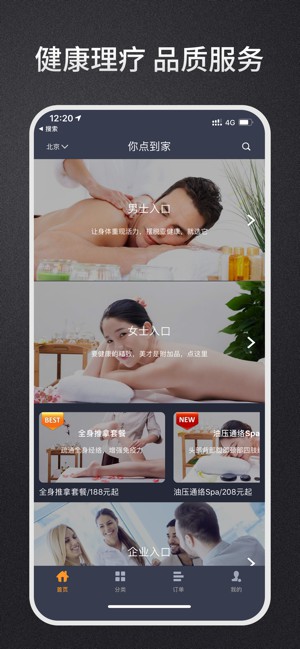 健康理疗 品质服务
12:20
4G
搜索
北京
你点到家
男士入口
让身体重现活力，摆脱亚健康，就选它
女士入口
要健康的精致，美才是附加品，点这里
BEST
全身推拿套餐
疏通全身经络，增强免疫力
NEW
油压通络Spa
全身推拿套餐/188元起
油压通络Spa/208元起
企业入口
首页
分类
订单
我的